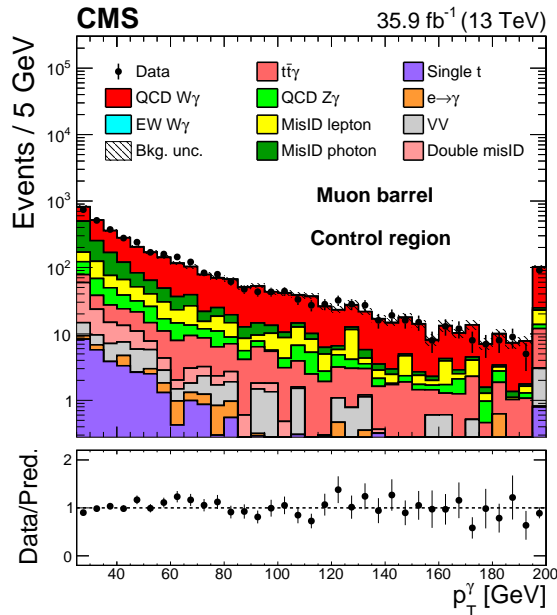 CMS 35.9 fb⁻¹ (13 TeV)
Events / 5 GeV
Data tt̄γ Single t
QCD Wγ QCD Zγ e→γ
EW Wγ MisID lepton VV
Bkg. unc. MisID photon Double misID
Muon barrel
Control region
10⁵
10⁴
10³
10²
10
1
Data/Pred.
2
1
0
40 60 80 100 120 140 160 180 200
p_T^γ [GeV]